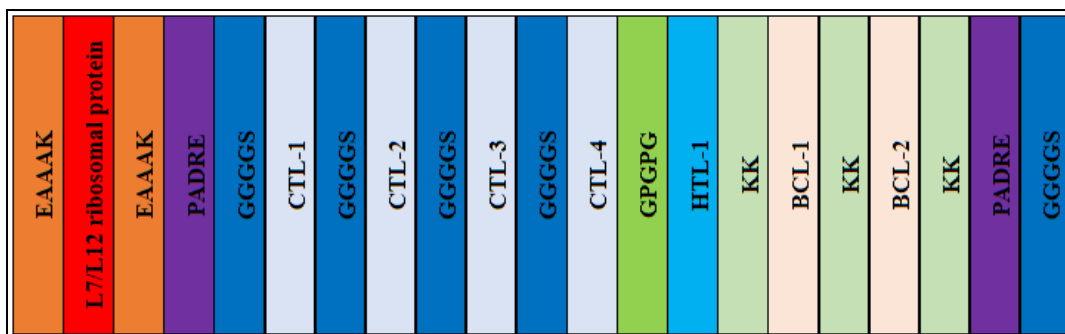 EAAAK
L7/L12 ribosomal protein
EAAAK
PADRE
GGGGS
CTL-1
GGGGS
CTL-2
GGGGS
CTL-3
GGGGS
CTL-4
GPGPG
HTL-1
KK
BCL-1
KK
BCL-2
KK
PADRE
GGGGS